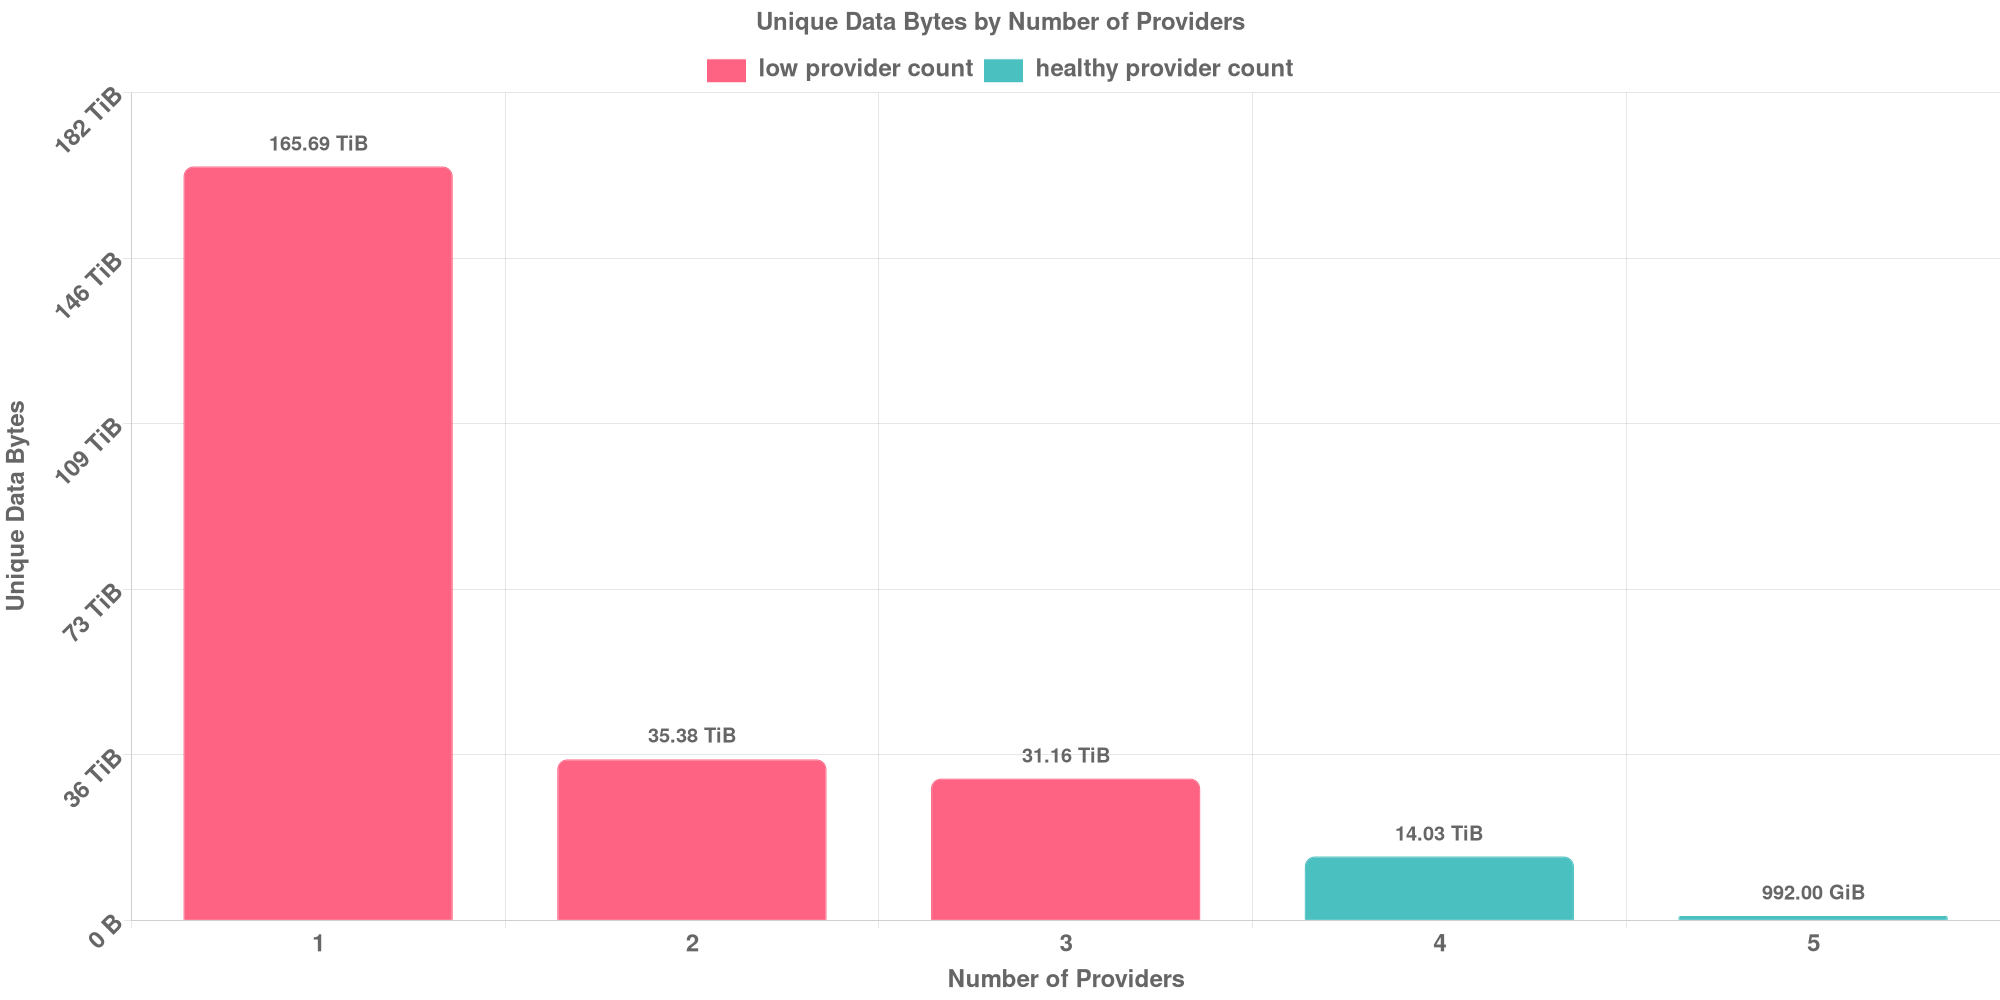 Unique Data Bytes by Number of Providers
low provider count healthy provider count
182 TiB
146 TiB
109 TiB
73 TiB
36 TiB
0 B
Unique Data Bytes
165.69 TiB
35.38 TiB
31.16 TiB
14.03 TiB
992.00 GiB
1 2 3 4 5
Number of Providers